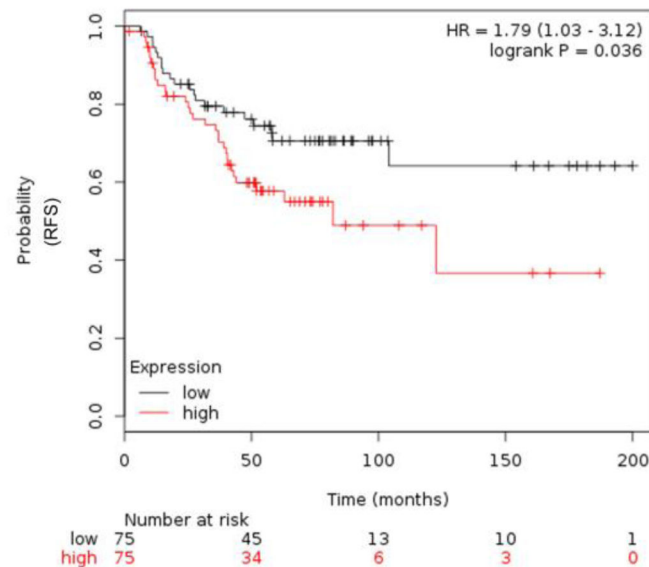 HR = 1.79 (1.03 - 3.12)
logrank P = 0.036
1.0
0.8
0.6
0.4
0.2
0.0
Probability
(RFS)
Expression
low
high
0 50 100 150 200
Time (months)
Number at risk
low 75 45 13 10 1
high 75 34 6 3 0